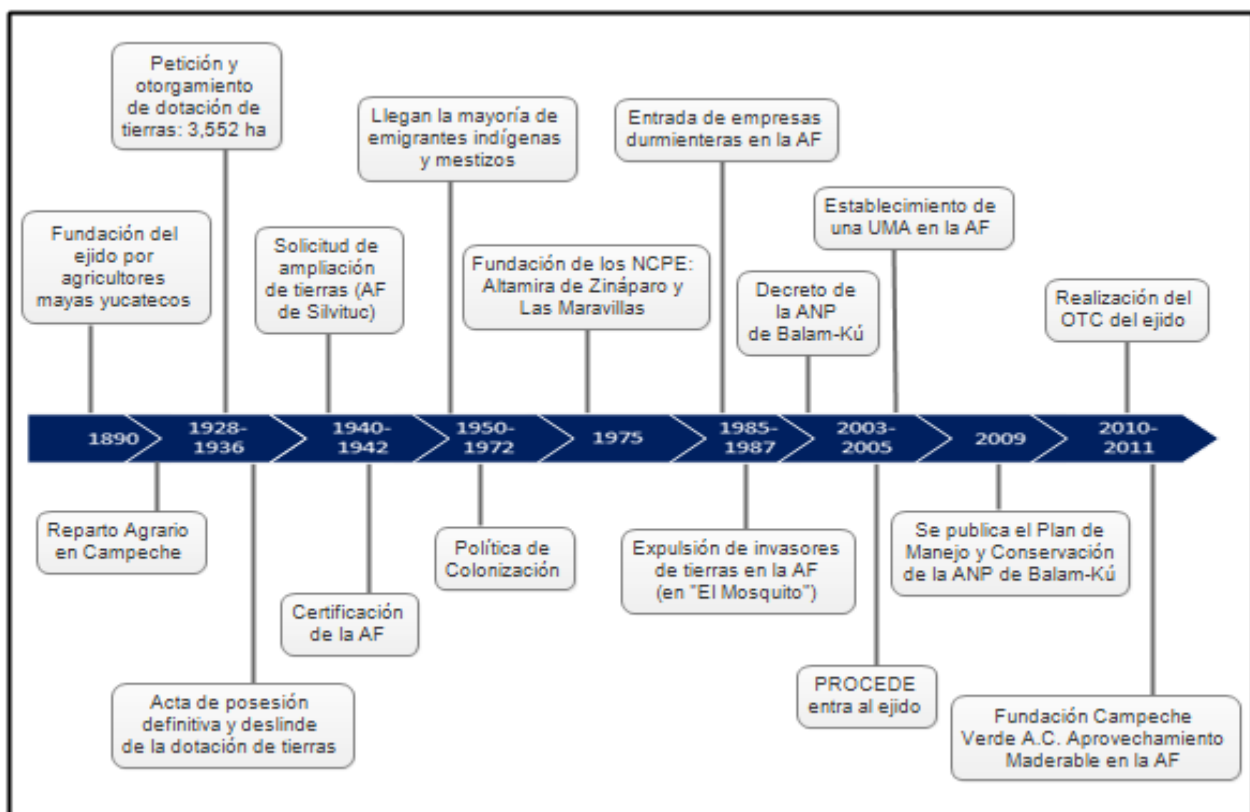 Petición y
otorgamiento
de dotación de
tierras: 3,552 ha
Llegan la mayoría de
emigrantes indígenas
y mestizos
Entrada de empresas
durmienteras en la AF
Fundación del
ejido por
agricultores
mayas yucatecos
Solicitud de
ampliación
de tierras (AF
de Silvituc)
Fundación de los NCPE:
Altamira de Zináparo y
Las Maravillas
Decreto de
la ANP
de Balam-Kú
Establecimiento de
una UMA en la AF
Realización del
OTC del ejido
1890
1928-
1936
1940-
1942
1950-
1972
1975
1985-
1987
2003-
2005
2009
2010-
2011
Reparto Agrario
en Campeche
Acta de posesión
definitiva y deslinde
de la dotación de tierras
Certificación
de la AF
Política de
Colonización
Expulsión de invasores
de tierras en la AF
(en "El Mosquito")
PROCEDE
entra al ejido
Se publica el Plan de
Manejo y Conservación
de la ANP de Balam-Kú
Fundación Campeche
Verde A.C. Aprovechamiento
Maderable en la AF